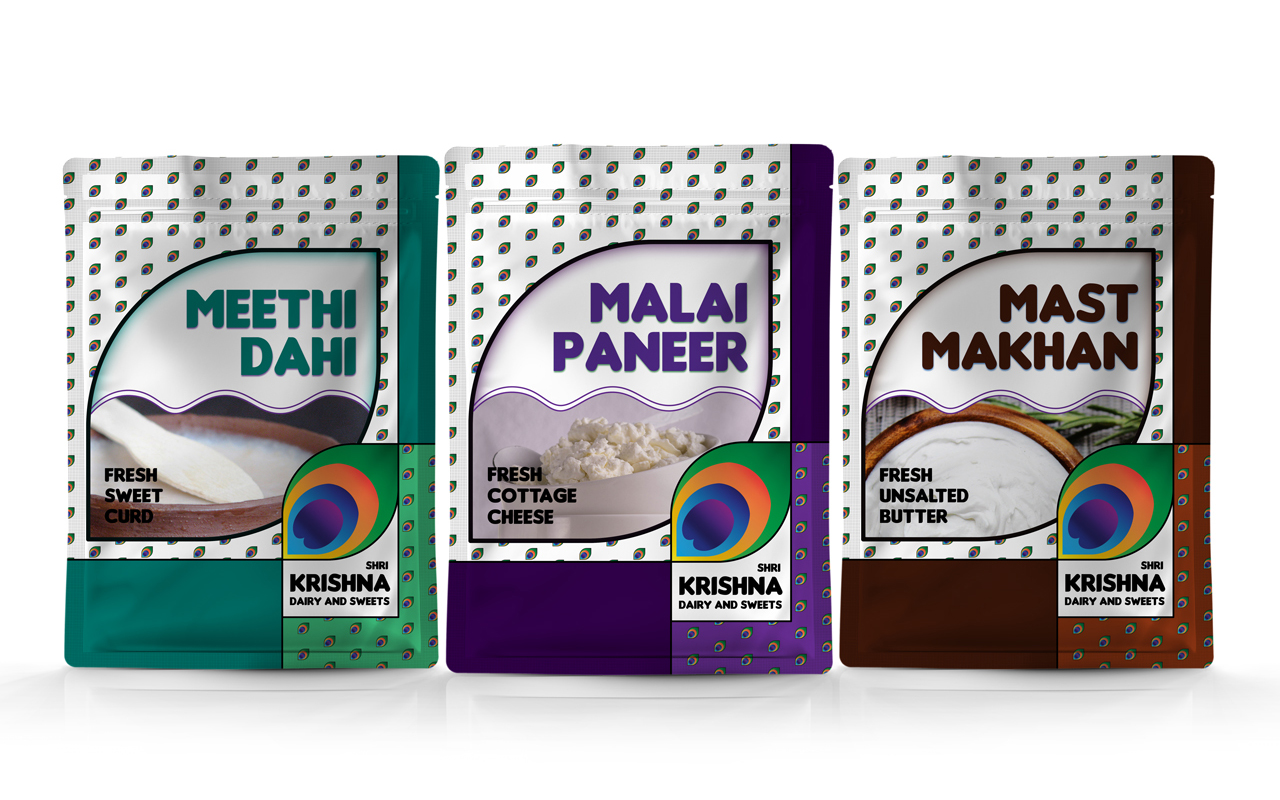 MEETHI
DAHI
FRESH
SWEET
CURD
SHRI
KRISHNA
DAIRY AND SWEETS
MALAI
PANEER
FRESH
COTTAGE
CHEESE
SHRI
KRISHNA
DAIRY AND SWEETS
MAST
MAKHAN
FRESH
UNSALTED
BUTTER
SHRI
KRISHNA
DAIRY AND SWEETS